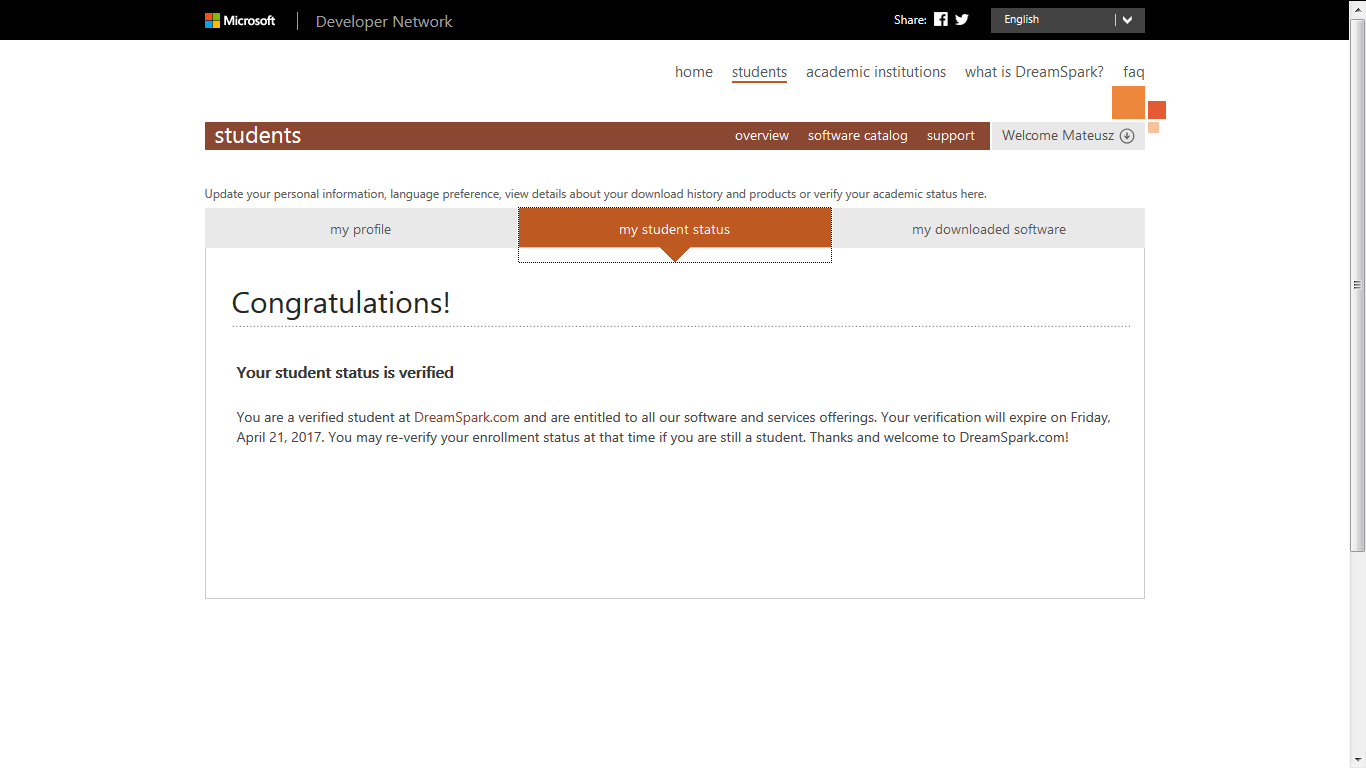 Microsoft Developer Network Share: English
home students academic institutions what is DreamSpark? faq
students overview software catalog support Welcome Mateusz
Update your personal information, language preference, view details about your download history and products or verify your academic status here.
my profile my student status my downloaded software
Congratulations!
Your student status is verified
You are a verified student at DreamSpark.com and are entitled to all our software and services offerings. Your verification will expire on Friday,
April 21, 2017. You may re-verify your enrollment status at that time if you are still a student. Thanks and welcome to DreamSpark.com!